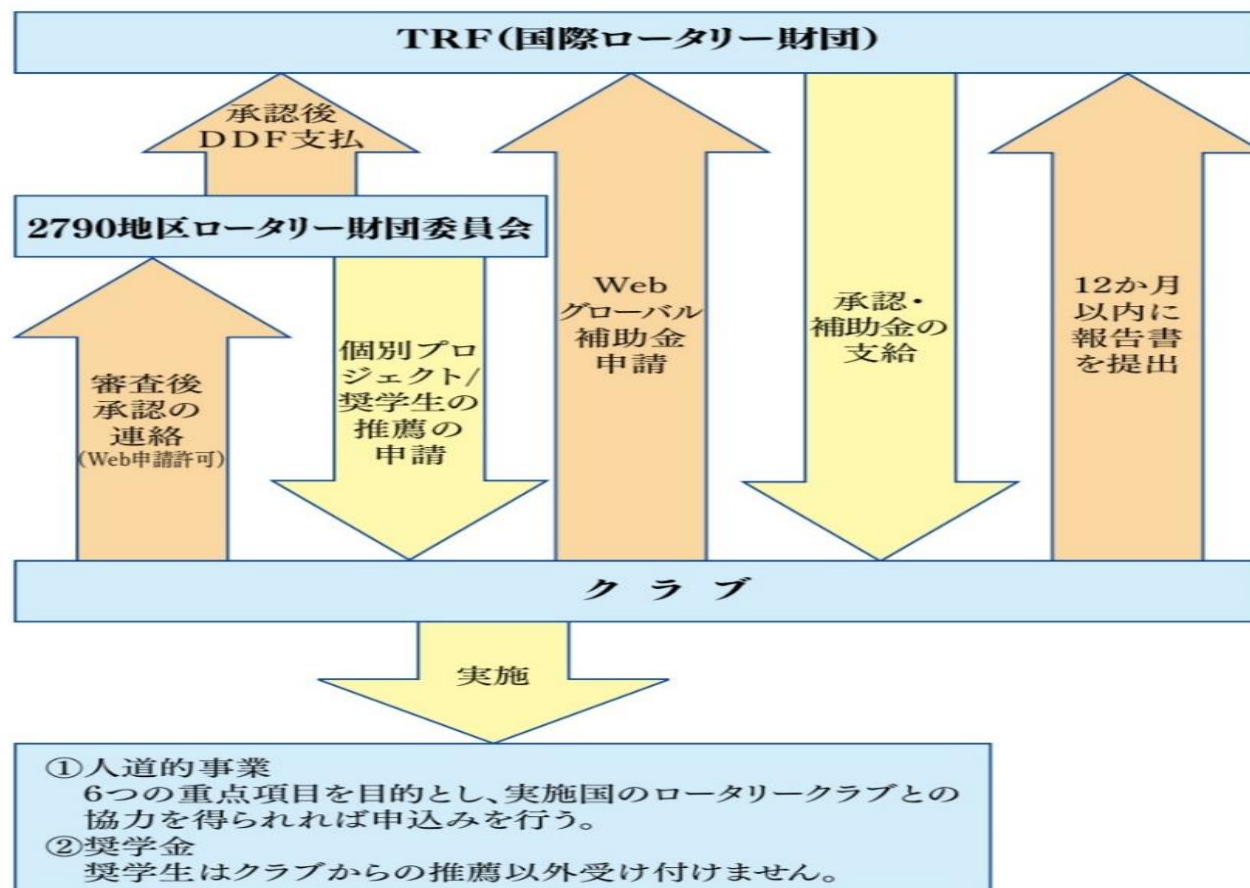 TRF(国際ロータリー財団)
承認後
DDF支払
2790地区ロータリー財団委員会
審査後
承認の
連絡
(Web申請許可)
個別プロ
ジェクト/
奨学生の
推薦の
申請
Web
グローバル
補助金
申請
承認・
補助金の
支給
12か月
以内に
報告書
を提出
クラブ
実施
①人道的事業
6つの重点項目を目的とし、実施国のロータリークラブとの
協力を得られれば申込みを行う。
②奨学金
奨学生はクラブからの推薦以外受け付けません。